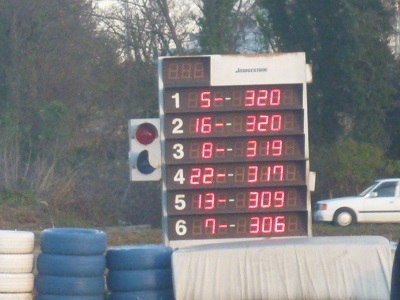 BRIDGESTONE
1 5-- 320
2 16-- 320
3 8-- 319
4 22-- 317
5 13-- 309
6 7-- 306